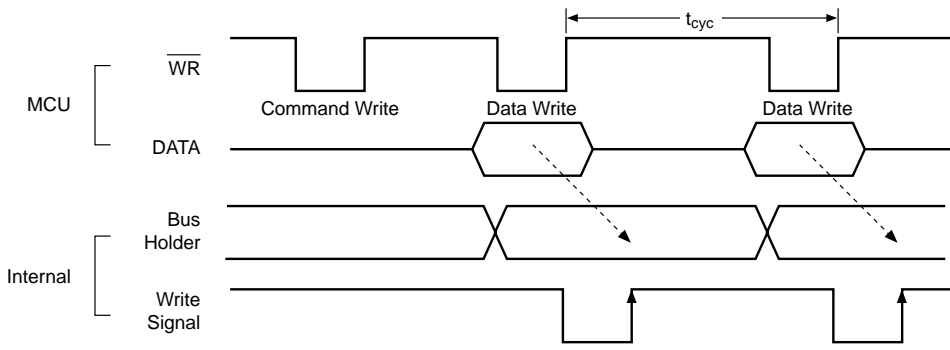 t_cyc
WR
Command Write Data Write Data Write
MCU
DATA
Bus
Holder
Internal
Write
Signal